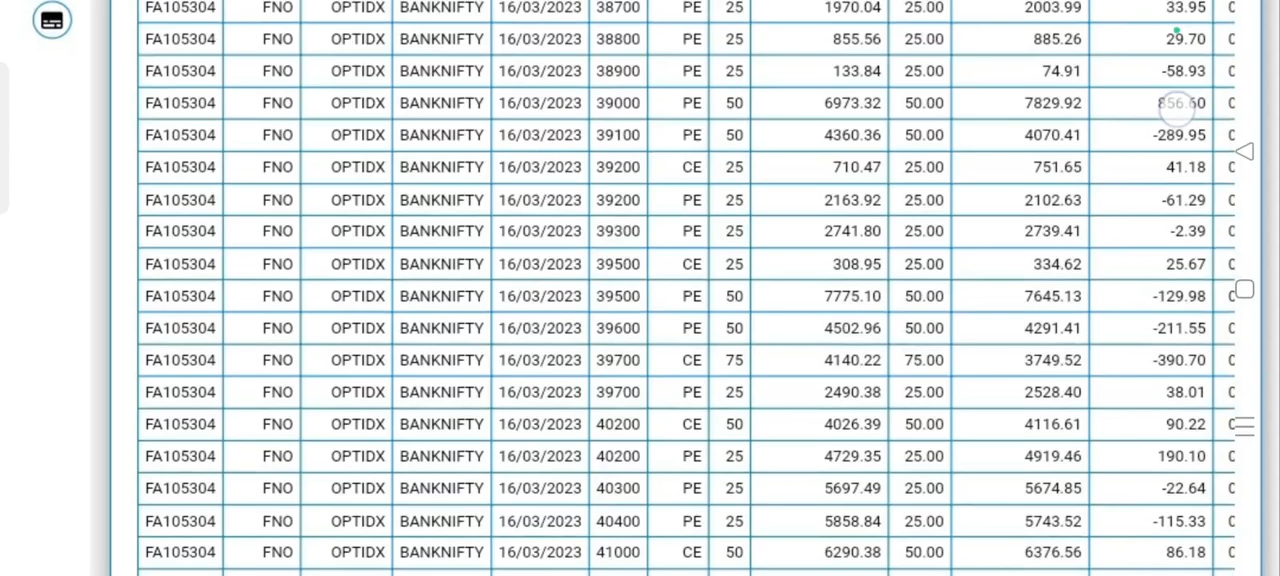 FA105304 FNO OPTIDX BANKNIFTY 16/03/2023 38700 PE 25 1970.04 25.00 2003.99 33.95
FA105304 FNO OPTIDX BANKNIFTY 16/03/2023 38800 PE 25 855.56 25.00 885.26 29.70
FA105304 FNO OPTIDX BANKNIFTY 16/03/2023 38900 PE 25 133.84 25.00 74.91 -58.93
FA105304 FNO OPTIDX BANKNIFTY 16/03/2023 39000 PE 50 6973.32 50.00 7829.92 856.60
FA105304 FNO OPTIDX BANKNIFTY 16/03/2023 39100 PE 50 4360.36 50.00 4070.41 -289.95
FA105304 FNO OPTIDX BANKNIFTY 16/03/2023 39200 CE 25 710.47 25.00 751.65 41.18
FA105304 FNO OPTIDX BANKNIFTY 16/03/2023 39200 PE 25 2163.92 25.00 2102.63 -61.29
FA105304 FNO OPTIDX BANKNIFTY 16/03/2023 39300 PE 25 2741.80 25.00 2739.41 -2.39
FA105304 FNO OPTIDX BANKNIFTY 16/03/2023 39500 CE 25 308.95 25.00 334.62 25.67
FA105304 FNO OPTIDX BANKNIFTY 16/03/2023 39500 PE 50 7775.10 50.00 7645.13 -129.98
FA105304 FNO OPTIDX BANKNIFTY 16/03/2023 39600 PE 50 4502.96 50.00 4291.41 -211.55
FA105304 FNO OPTIDX BANKNIFTY 16/03/2023 39700 CE 75 4140.22 75.00 3749.52 -390.70
FA105304 FNO OPTIDX BANKNIFTY 16/03/2023 39700 PE 25 2490.38 25.00 2528.40 38.01
FA105304 FNO OPTIDX BANKNIFTY 16/03/2023 40200 CE 50 4026.39 50.00 4116.61 90.22
FA105304 FNO OPTIDX BANKNIFTY 16/03/2023 40200 PE 25 4729.35 25.00 4919.46 190.10
FA105304 FNO OPTIDX BANKNIFTY 16/03/2023 40300 PE 25 5697.49 25.00 5674.85 -22.64
FA105304 FNO OPTIDX BANKNIFTY 16/03/2023 40400 PE 25 5858.84 25.00 5743.52 -115.33
FA105304 FNO OPTIDX BANKNIFTY 16/03/2023 41000 CE 50 6290.38 50.00 6376.56 86.18